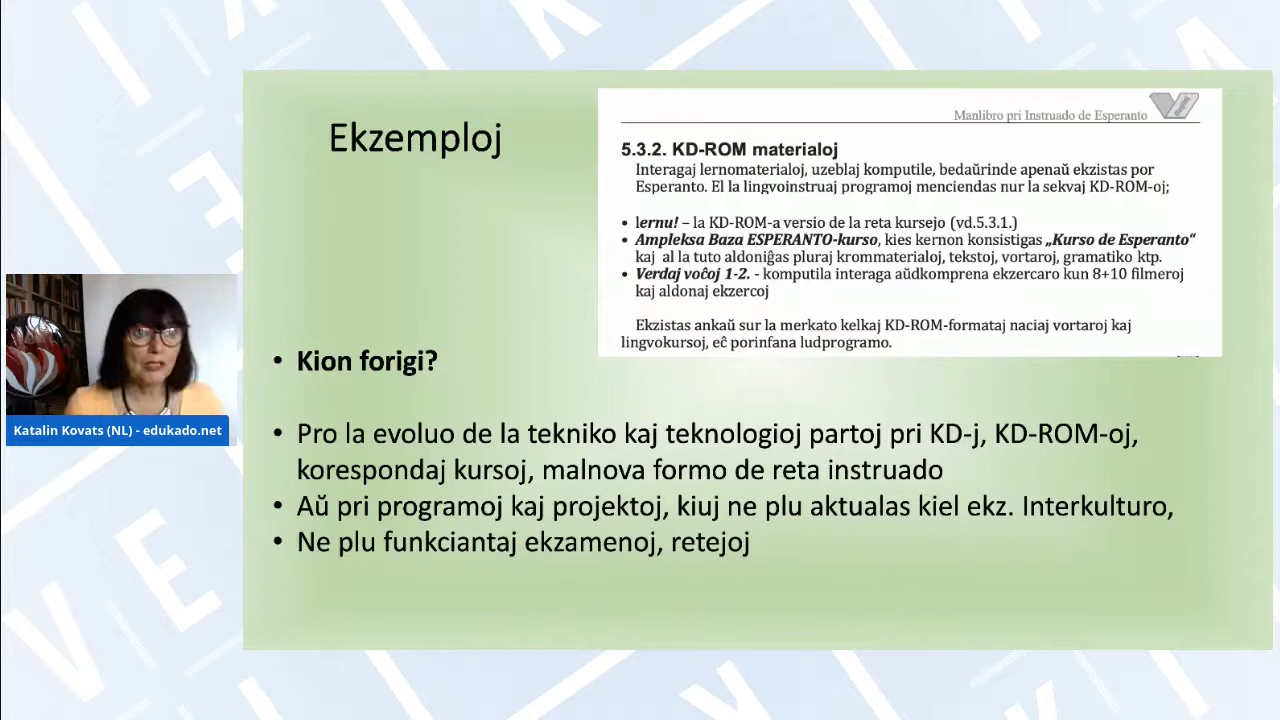 Ekzemploj
Manlibro pri Instruado de Esperanto
5.3.2. KD-ROM materialoj
Interagaj lernomaterialoj, uzeblaj komputile, bedaŭrinde apenaŭ ekzistas por
Esperanto. El la lingvoinstruaj programoj menciendas nur la sekvaj KD-ROM-oj;
• lernu! – la KD-ROM-a versio de la reta kursejo (vd.5.3.1.)
• Ampleksa Baza ESPERANTO-kurso, kies kernon konsistigas „Kurso de Esperanto“
kaj al la tuto aldoniĝas pluraj krommaterialoj, tekstoj, vortaroj, gramatiko ktp.
• Verdaj voĉoj 1-2. - komputila interaga aŭdkomprena ekzercaro kun 8+10 filmeroj
kaj aldonaj ekzercoj
Ekzistas ankaŭ sur la merkato kelkaj KD-ROM-formataj naciaj vortaroj kaj
lingvokursoj, eĉ porinfana ludprogramo.
• Kion forigi?
• Pro la evoluo de la tekniko kaj teknologioj partoj pri KD-j, KD-ROM-oj,
korespondaj kursoj, malnova formo de reta instruado
• Aŭ pri programoj kaj projektoj, kiuj ne plu aktualas kiel ekz. Interkulturo,
• Ne plu funkciantaj ekzamenoj, retejoj
Katalin Kovats (NL) - edukado.net